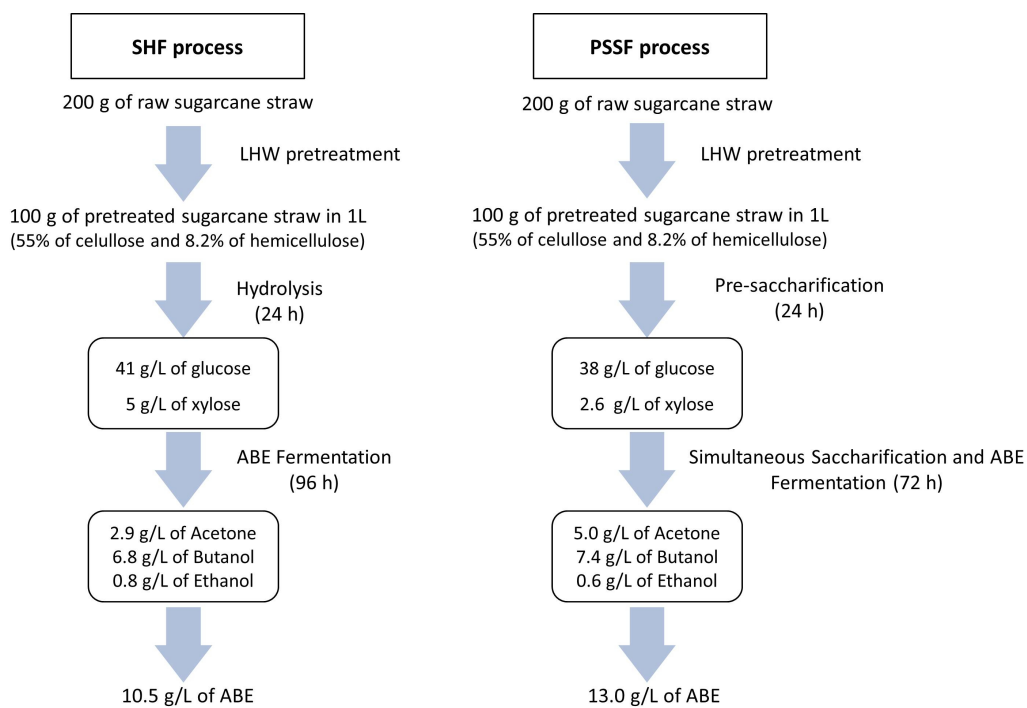 SHF process
200 g of raw sugarcane straw
LHW pretreatment
100 g of pretreated sugarcane straw in 1L
(55% of celullose and 8.2% of hemicellulose)
Hydrolysis
(24 h)
41 g/L of glucose
5 g/L of xylose
ABE Fermentation
(96 h)
2.9 g/L of Acetone
6.8 g/L of Butanol
0.8 g/L of Ethanol
10.5 g/L of ABE
PSSF process
200 g of raw sugarcane straw
LHW pretreatment
100 g of pretreated sugarcane straw in 1L
(55% of celullose and 8.2% of hemicellulose)
Pre-saccharification
(24 h)
38 g/L of glucose
2.6 g/L of xylose
Simultaneous Saccharification and ABE
Fermentation (72 h)
5.0 g/L of Acetone
7.4 g/L of Butanol
0.6 g/L of Ethanol
13.0 g/L of ABE